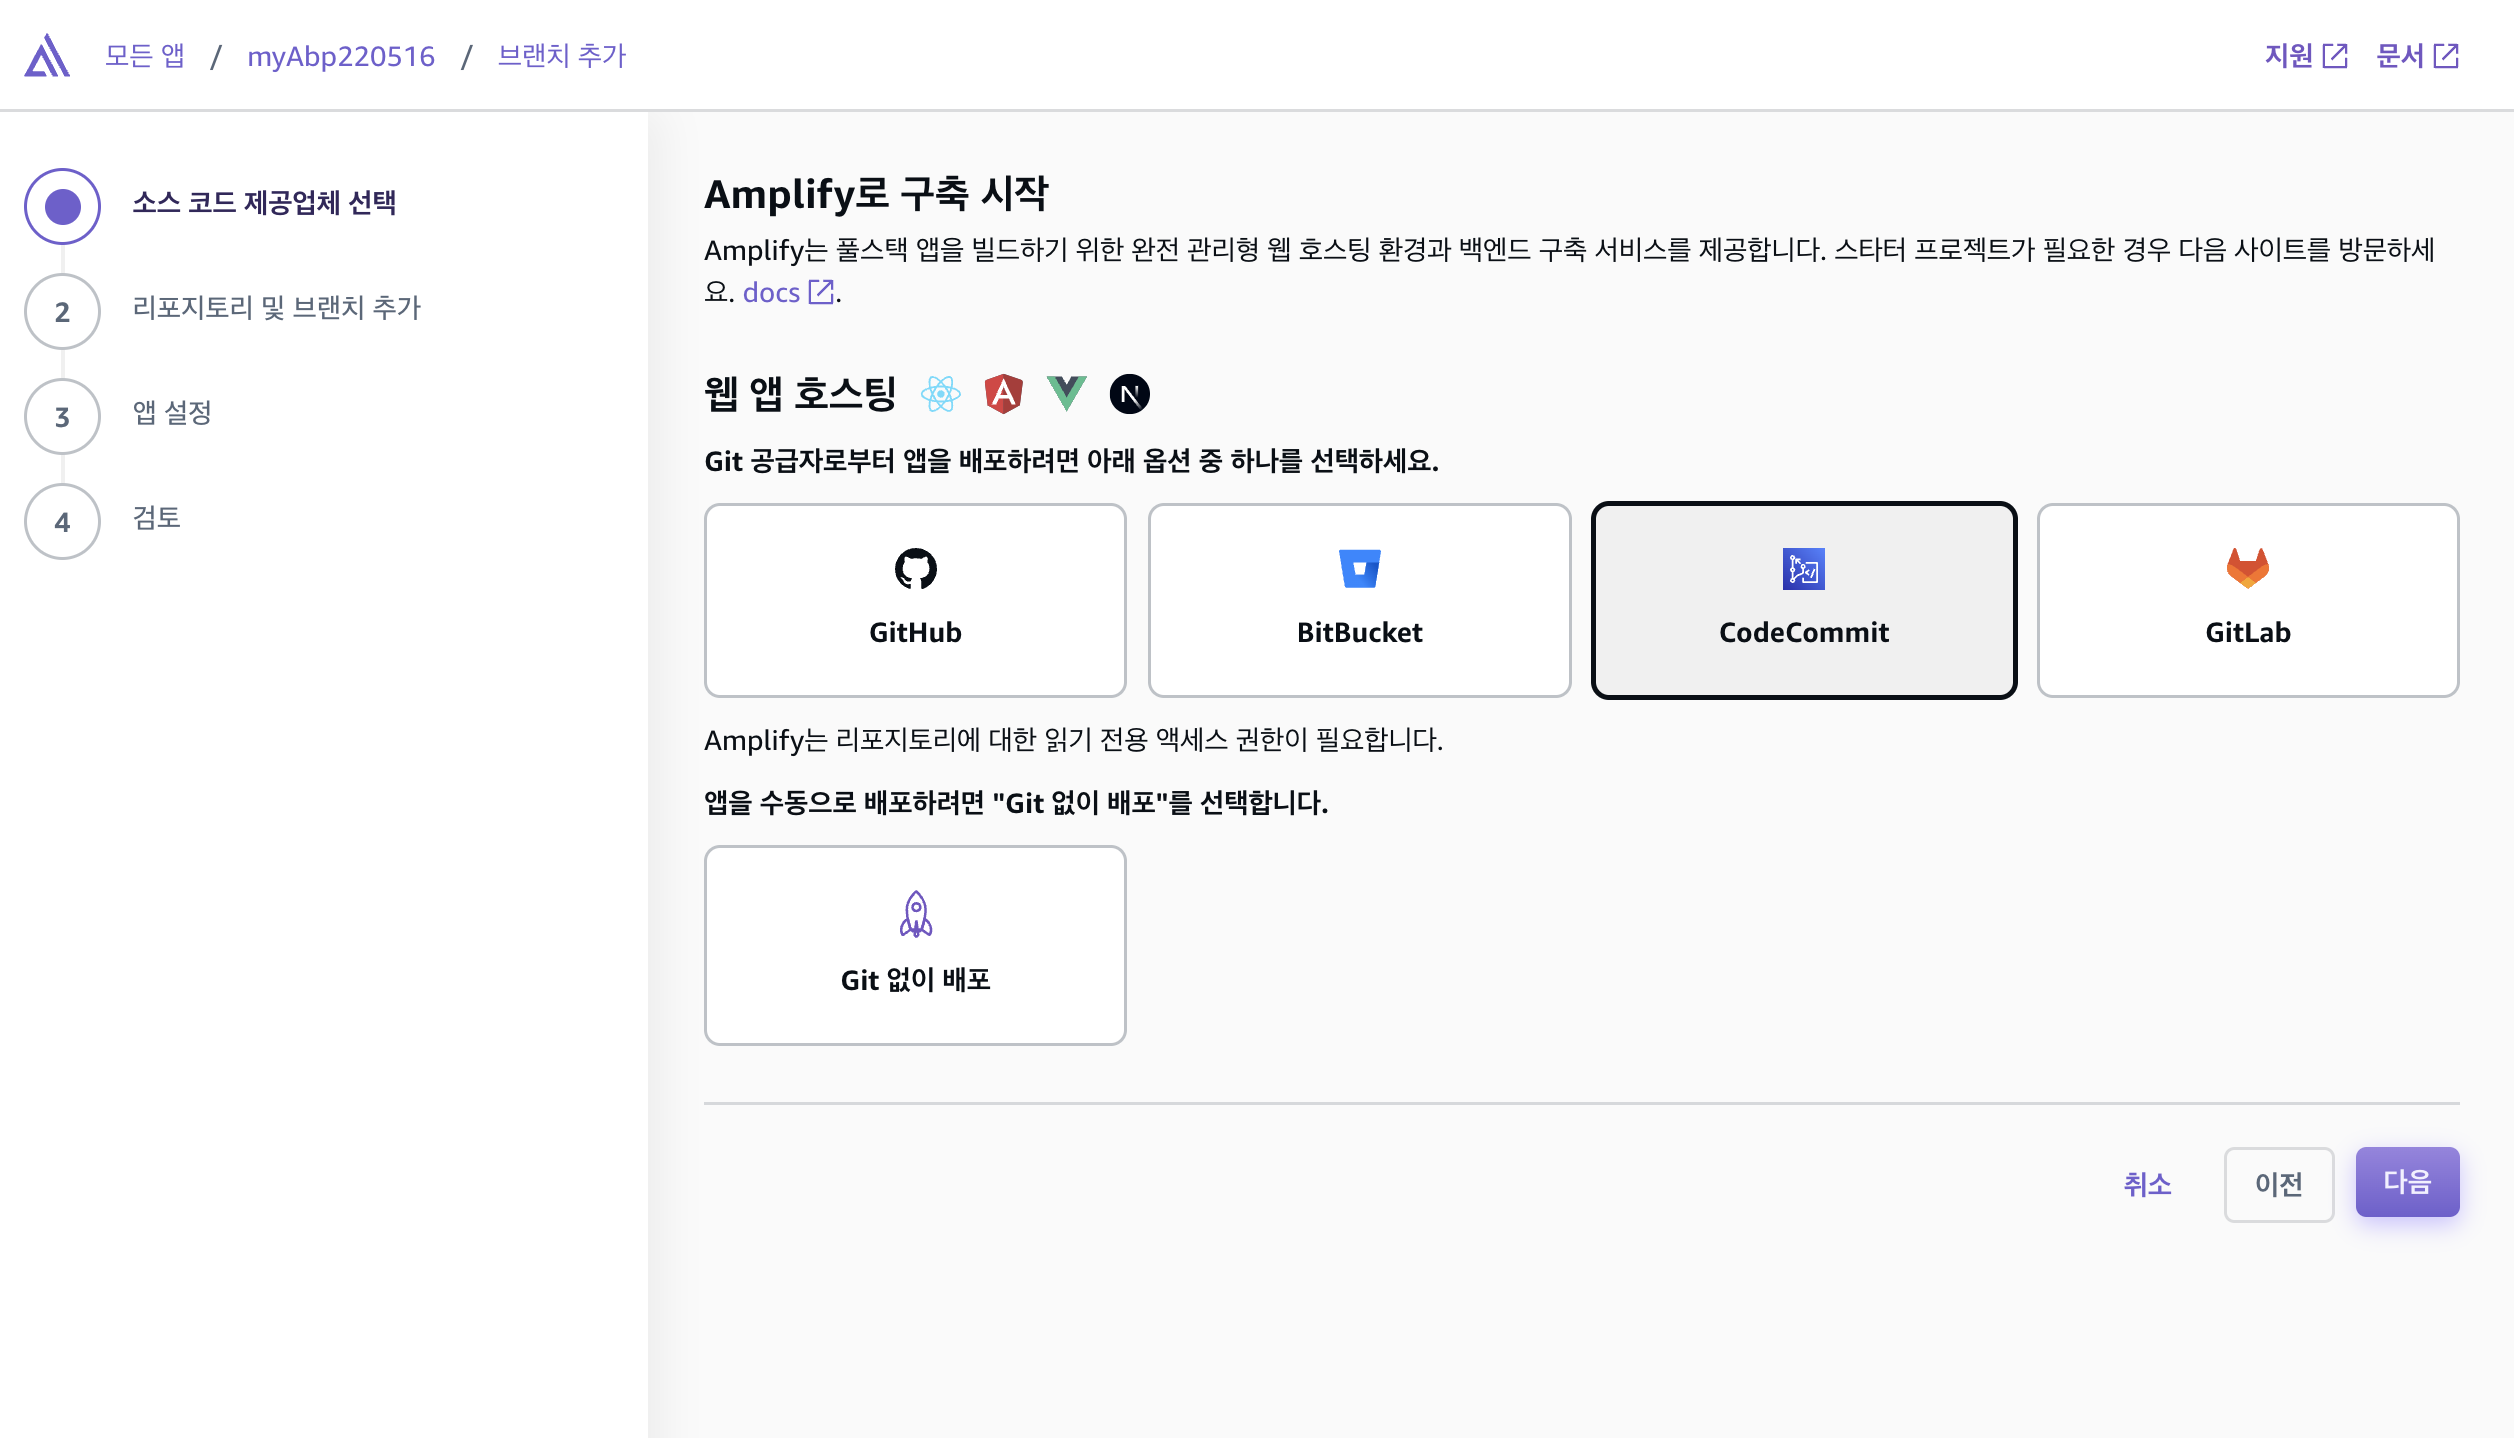 모든 앱 / myAbp220516 / 브랜치 추가
지원 문서
소스 코드 제공업체 선택
2 리포지토리 및 브랜치 추가
3 앱 설정
4 검토
Amplify로 구축 시작
Amplify는 풀스택 앱을 빌드하기 위한 완전 관리형 웹 호스팅 환경과 백엔드 구축 서비스를 제공합니다. 스타터 프로젝트가 필요한 경우 다음 사이트를 방문하세
요. docs .
웹 앱 호스팅
Git 공급자로부터 앱을 배포하려면 아래 옵션 중 하나를 선택하세요.
GitHub
BitBucket
CodeCommit
GitLab
Amplify는 리포지토리에 대한 읽기 전용 액세스 권한이 필요합니다.
앱을 수동으로 배포하려면 "Git 없이 배포"를 선택합니다.
Git 없이 배포
취소 이전 다음